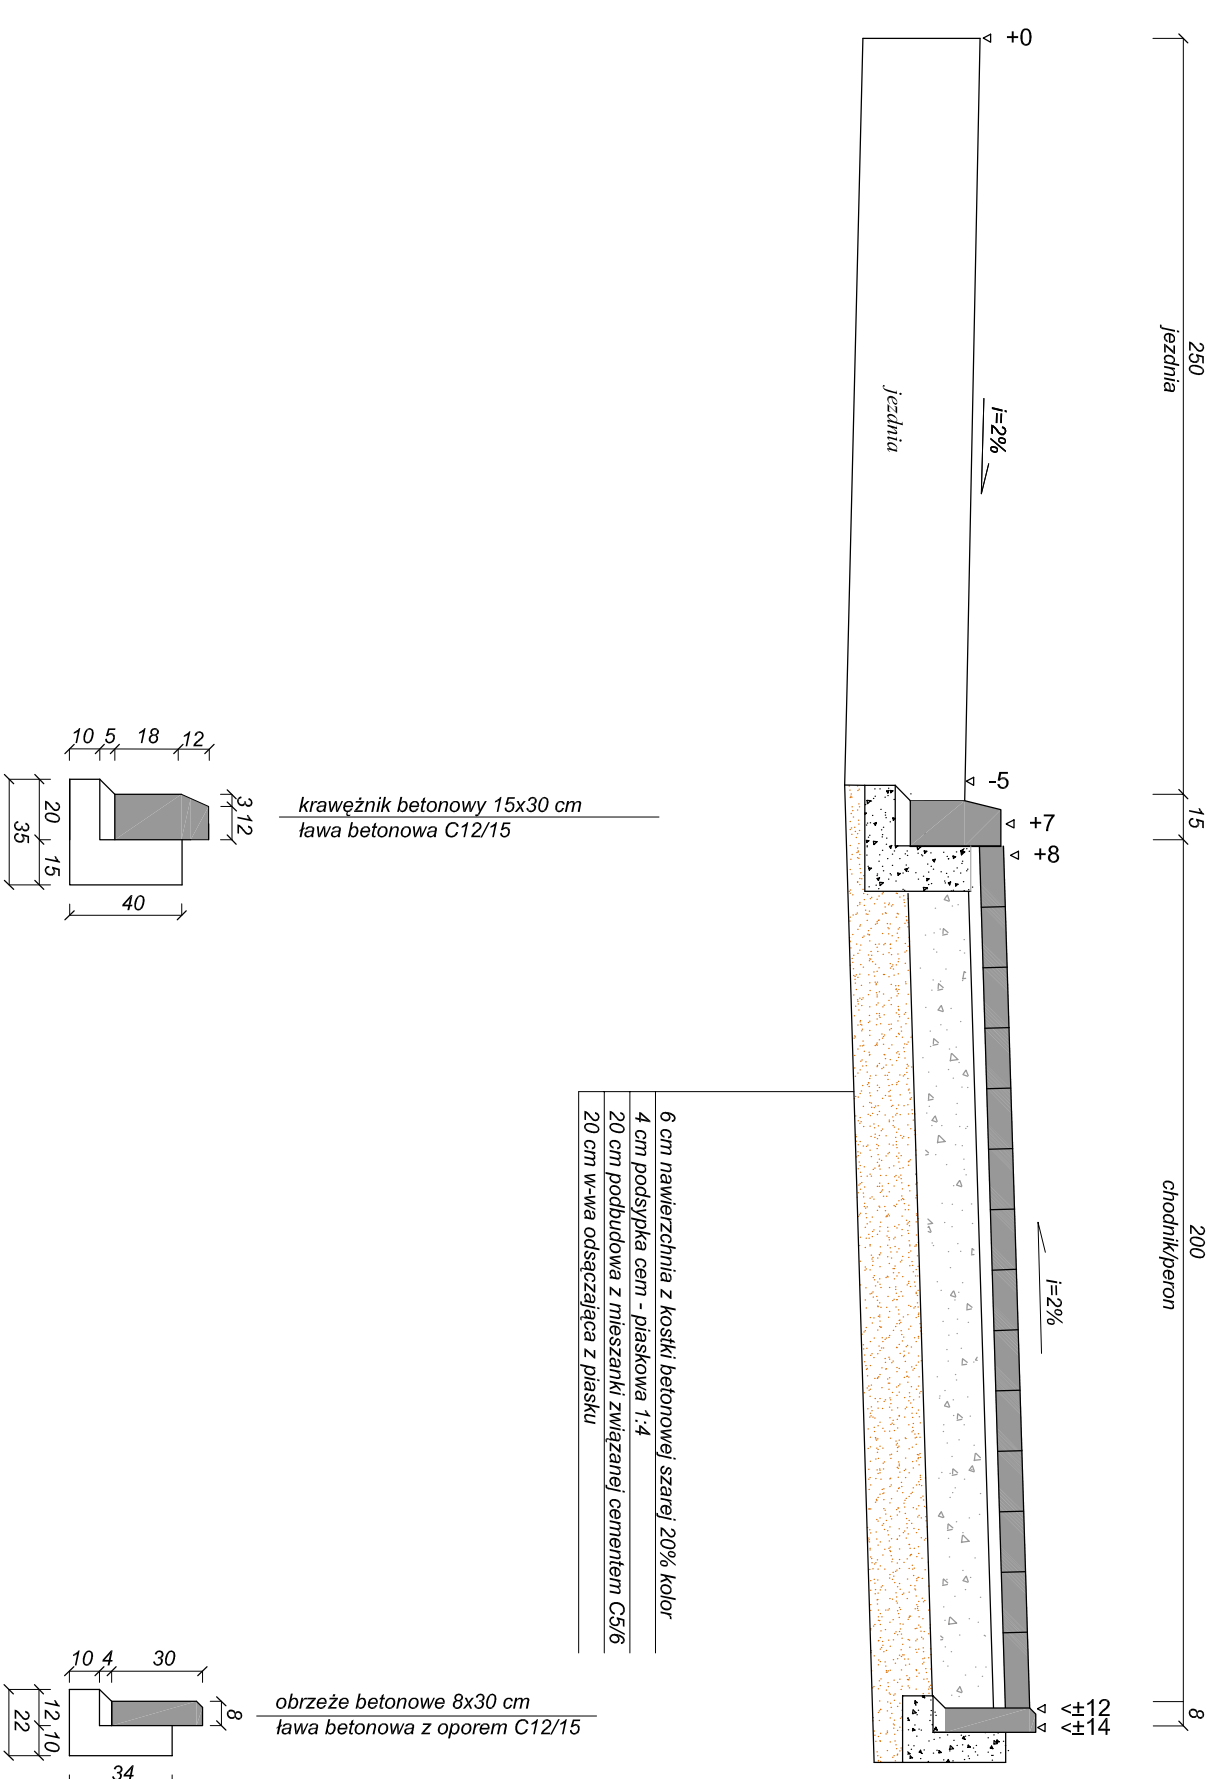 +0
250
jezdnia
i=2%
jezdnia
-5
15
+7
+8
10 5 18 12
3 12
20 15
35
40
krawężnik betonowy 15x30 cm
ława betonowa C12/15
200
chodnik/peron
i=2%
6 cm nawierzchnia z kostki betonowej szarej 20% kolor
4 cm podsypka cem - piaskowa 1:4
20 cm podbudowa z mieszanki związanej cementem C5/6
20 cm w-wa odsączająca z piasku
10 4 30
8
12 10
22
34
obrzeże betonowe 8x30 cm
ława betonowa z oporem C12/15
<±12
<±14
8